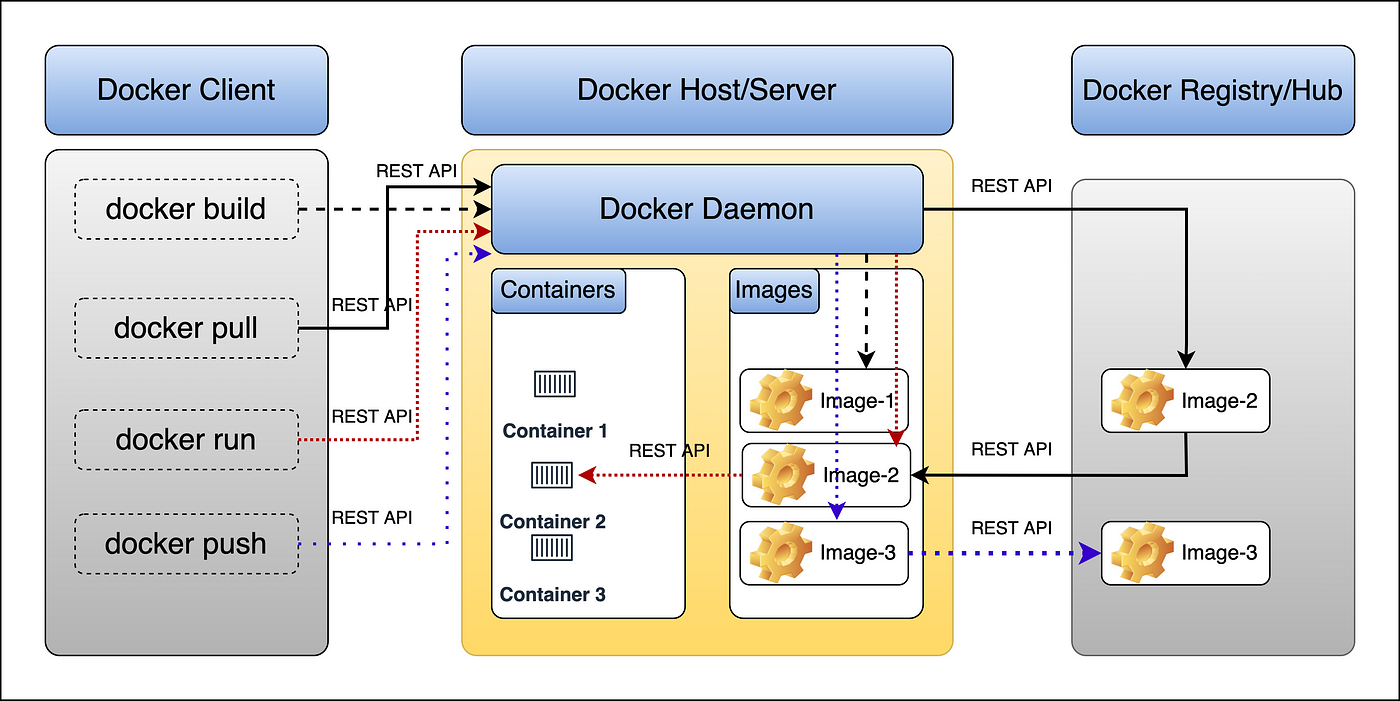 Docker Client
Docker Host/Server
Docker Registry/Hub
REST API
docker build
Docker Daemon
REST API
docker pull
REST API
Containers
Images
docker run
REST API
Container 1
Image-1
Image-2
REST API
Image-2
REST API
docker push
REST API
Container 2
Container 3
Image-3
REST API
Image-3